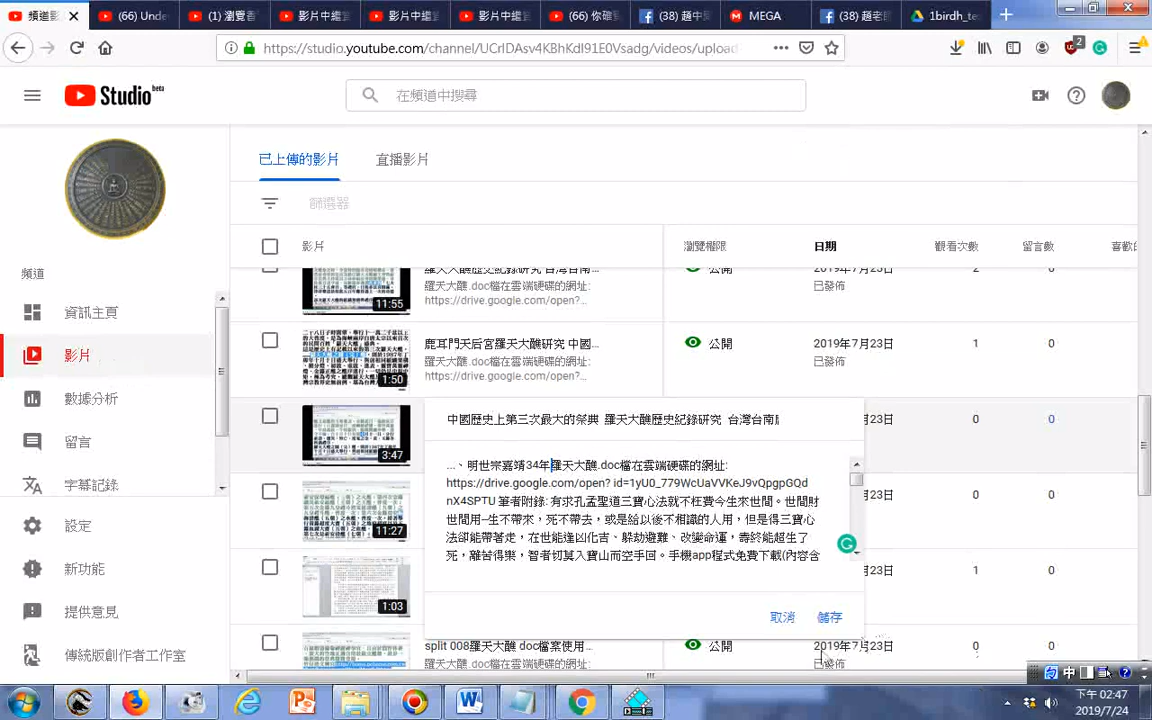 頻道影
(66) Unde
(1) 瀏覽香
影片中繼
影片中繼
影片中繼
(66) 你確
(38) 趙中
MEGA
(38) 趙老
1birdh_te
https://studio.youtube.com/channel/UCrIDAsv4KBhKdI91E0Vsadg/videos/upload
2
Studio beta
在頻道中搜尋
已上傳的影片
直播影片
篩選器
影片
瀏覽權限
日期
觀看次數
留言數
喜歡的
頻道
資訊主頁
影片
數據分析
留言
字幕記錄
設定
新功能
提供意見
傳統版創作者工作室
11:55
羅天大醮歷史紀錄研究 台灣台南...
羅天大醮.doc檔在雲端硬碟的網址:
https://drive.google.com/open?...
公開
2019年7月23日
已發佈
2
0
1:50
鹿耳門天后宮羅天大醮研究 中國...
羅天大醮.doc檔在雲端硬碟的網址:
https://drive.google.com/open?...
公開
2019年7月23日
已發佈
1
0
3:47
中國歷史上第三次最大的祭典 羅天大醮歷史紀錄研究 台灣台南
月23日
0
0
...、明世宗嘉靖34年羅天大醮.doc檔在雲端硬碟的網址:
https://drive.google.com/open? id=1yU0_779WcUaVVKeJ9vQpgpGQd
nX4SPTU 筆者附錄: 有求孔孟聖道三寶心法就不枉費今生來世間。世間財
世間用─生不帶來，死不帶去，或是給以後不相識的人用，但是得三寶心
法卻能帶著走，在世能逢凶化吉、躲劫避難、改變命運，壽終能超生了
死，離苦得樂，智者切莫入寶山而空手回。手機app程式免費下載(內容含
取消
儲存
11:27
月23日
0
0
1:03
月23日
1
0
split 008羅天大醮 doc檔案使用...
公開
2019年7月23日
已發佈
0
0
中
下午 02:47
2019/7/24